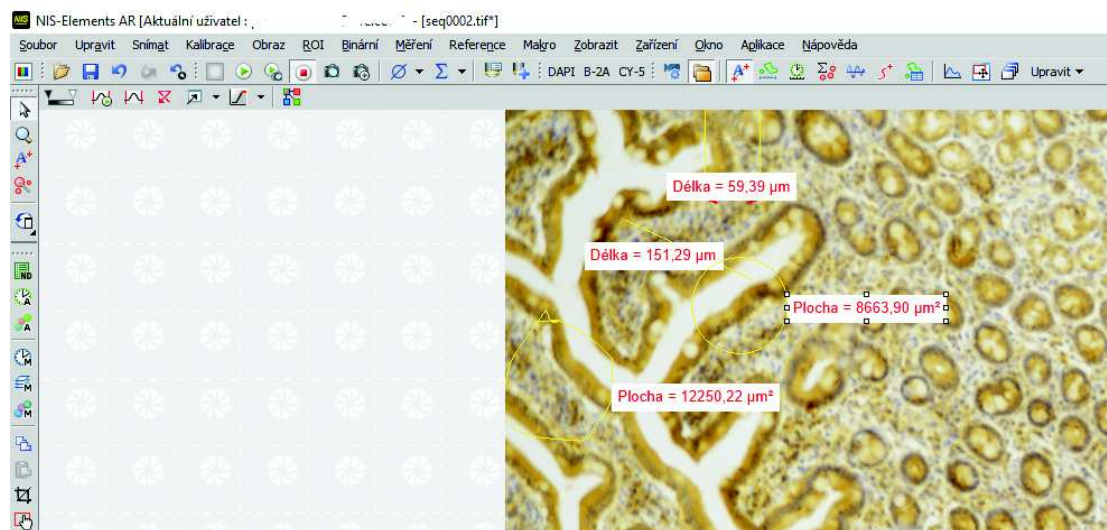 NIS-Elements AR [Aktuální uživatel : - [seq0002.tif*]
Soubor Upravit Snímat Kalibrace Obraz ROI Binární Měření Reference Makro Zobrazit Zařízení Okno Aplikace Nápověda
DAPI B-2A CY-5 Upravit
Délka = 59,39 µm
Délka = 151,29 µm
Plocha = 8663,90 µm²
Plocha = 12250,22 µm²